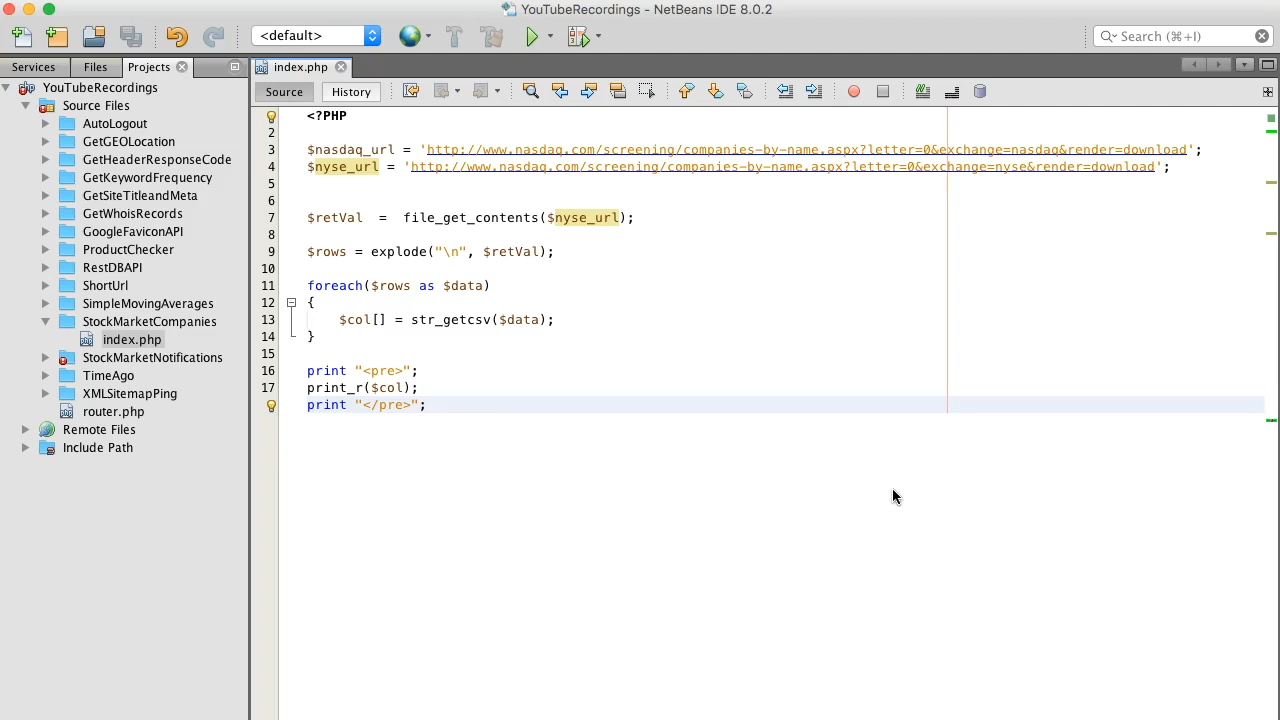 YouTubeRecordings - NetBeans IDE 8.0.2
<default>
Search (⌘+I)
Services
Files
Projects
index.php
YouTubeRecordings
Source Files
AutoLogout
GetGEOLocation
GetHeaderResponseCode
GetKeywordFrequency
GetSiteTitleandMeta
GetWhoisRecords
GoogleFaviconAPI
ProductChecker
RestDBAPI
ShortUrl
SimpleMovingAverages
StockMarketCompanies
index.php
StockMarketNotifications
TimeAgo
XMLSitemapPing
router.php
Remote Files
Include Path
Source
History
<?PHP
2
3 $nasdaq_url = 'http://www.nasdaq.com/screening/companies-by-name.aspx?letter=0&exchange=nasdaq&render=download';
4 $nyse_url = 'http://www.nasdaq.com/screening/companies-by-name.aspx?letter=0&exchange=nyse&render=download';
5
6
7 $retVal = file_get_contents($nyse_url);
8
9 $rows = explode("\n", $retVal);
10
11 foreach($rows as $data)
12 {
13 $col[] = str_getcsv($data);
14 }
15
16 print "<pre>";
17 print_r($col);
print "</pre>";